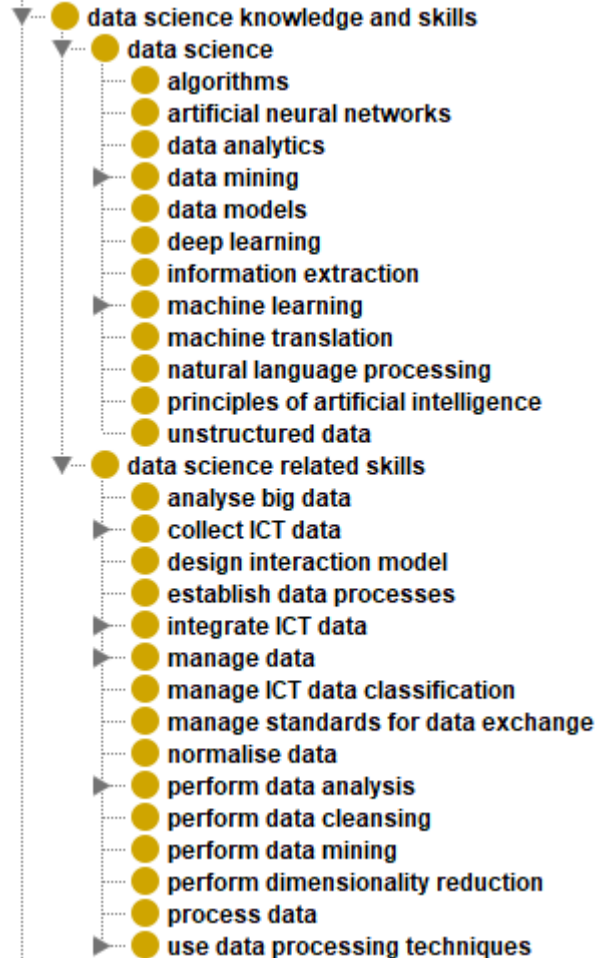 data science knowledge and skills
data science
algorithms
artificial neural networks
data analytics
data mining
data models
deep learning
information extraction
machine learning
machine translation
natural language processing
principles of artificial intelligence
unstructured data
data science related skills
analyse big data
collect ICT data
design interaction model
establish data processes
integrate ICT data
manage data
manage ICT data classification
manage standards for data exchange
normalise data
perform data analysis
perform data cleansing
perform data mining
perform dimensionality reduction
process data
use data processing techniques